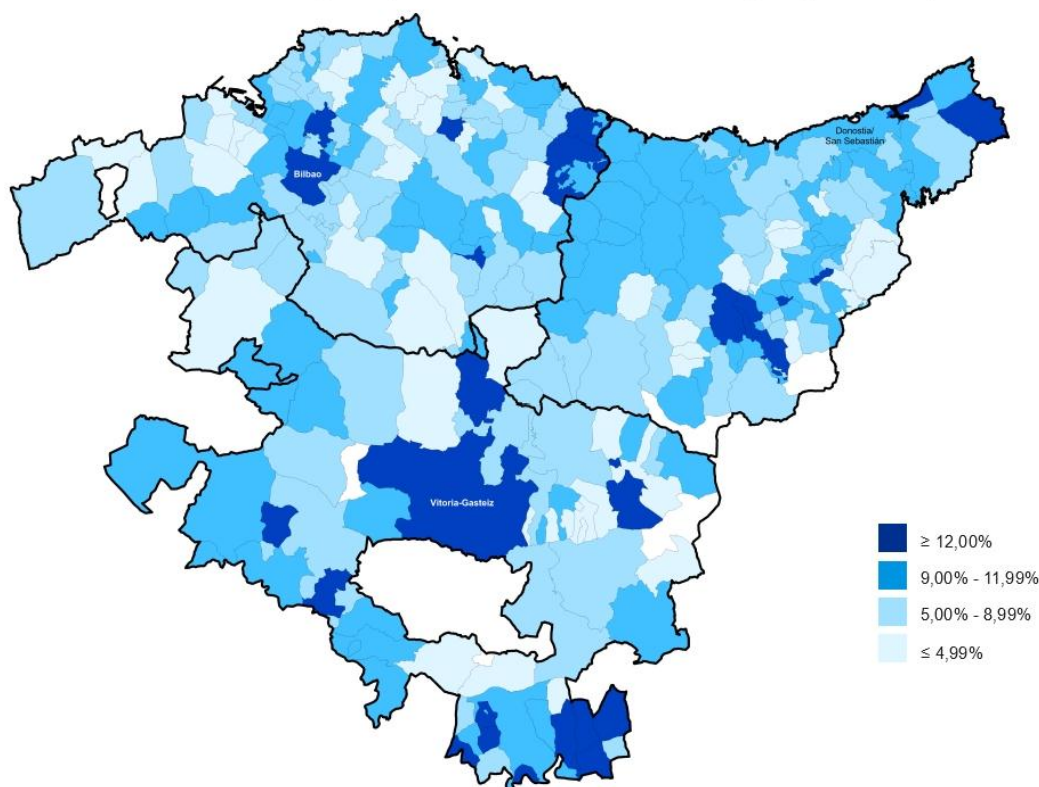 Donostia/
San Sebastián
Bilbao
Vitoria-Gasteiz
≥ 12,00%
9,00% - 11,99%
5,00% - 8,99%
≤ 4,99%